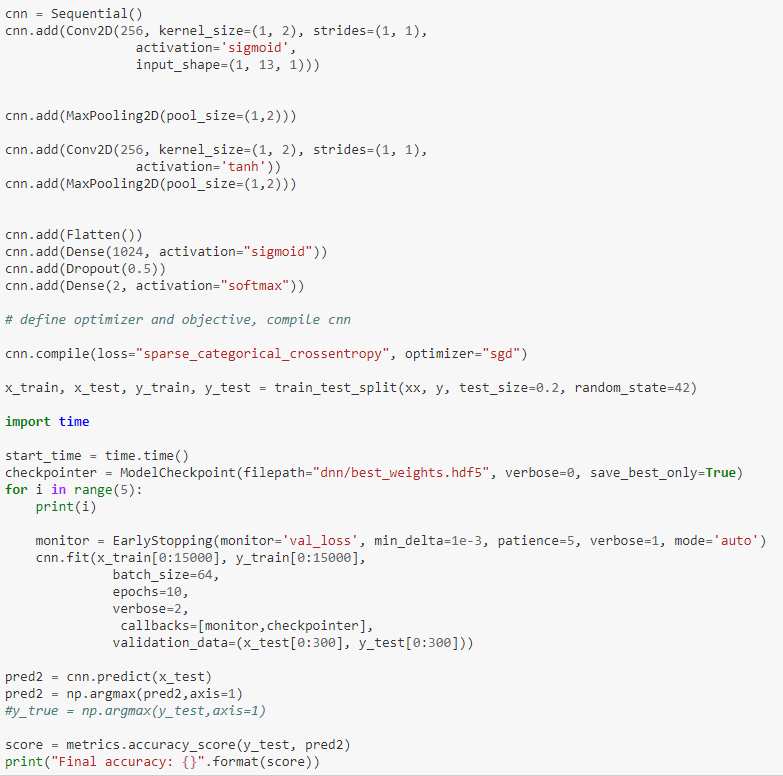 cnn = Sequential()
cnn.add(Conv2D(256, kernel_size=(1, 2), strides=(1, 1),
                 activation='sigmoid',
                 input_shape=(1, 13, 1)))
cnn.add(MaxPooling2D(pool_size=(1,2)))
cnn.add(Conv2D(256, kernel_size=(1, 2), strides=(1, 1),
                 activation='tanh'))
cnn.add(MaxPooling2D(pool_size=(1,2)))
cnn.add(Flatten())
cnn.add(Dense(1024, activation="sigmoid"))
cnn.add(Dropout(0.5))
cnn.add(Dense(2, activation="softmax"))
# define optimizer and objective, compile cnn
cnn.compile(loss="sparse_categorical_crossentropy", optimizer="sgd")
x_train, x_test, y_train, y_test = train_test_split(xx, y, test_size=0.2, random_state=42)
import time
start_time = time.time()
checkpointer = ModelCheckpoint(filepath="dnn/best_weights.hdf5", verbose=0, save_best_only=True)
for i in range(5):
    print(i)
    monitor = EarlyStopping(monitor='val_loss', min_delta=1e-3, patience=5, verbose=1, mode='auto')
    cnn.fit(x_train[0:15000], y_train[0:15000],
              batch_size=64,
              epochs=10,
              verbose=2,
               callbacks=[monitor,checkpointer],
              validation_data=(x_test[0:300], y_test[0:300]))
pred2 = cnn.predict(x_test)
pred2 = np.argmax(pred2,axis=1)
#y_true = np.argmax(y_test,axis=1)
score = metrics.accuracy_score(y_test, pred2)
print("Final accuracy: {}".format(score))